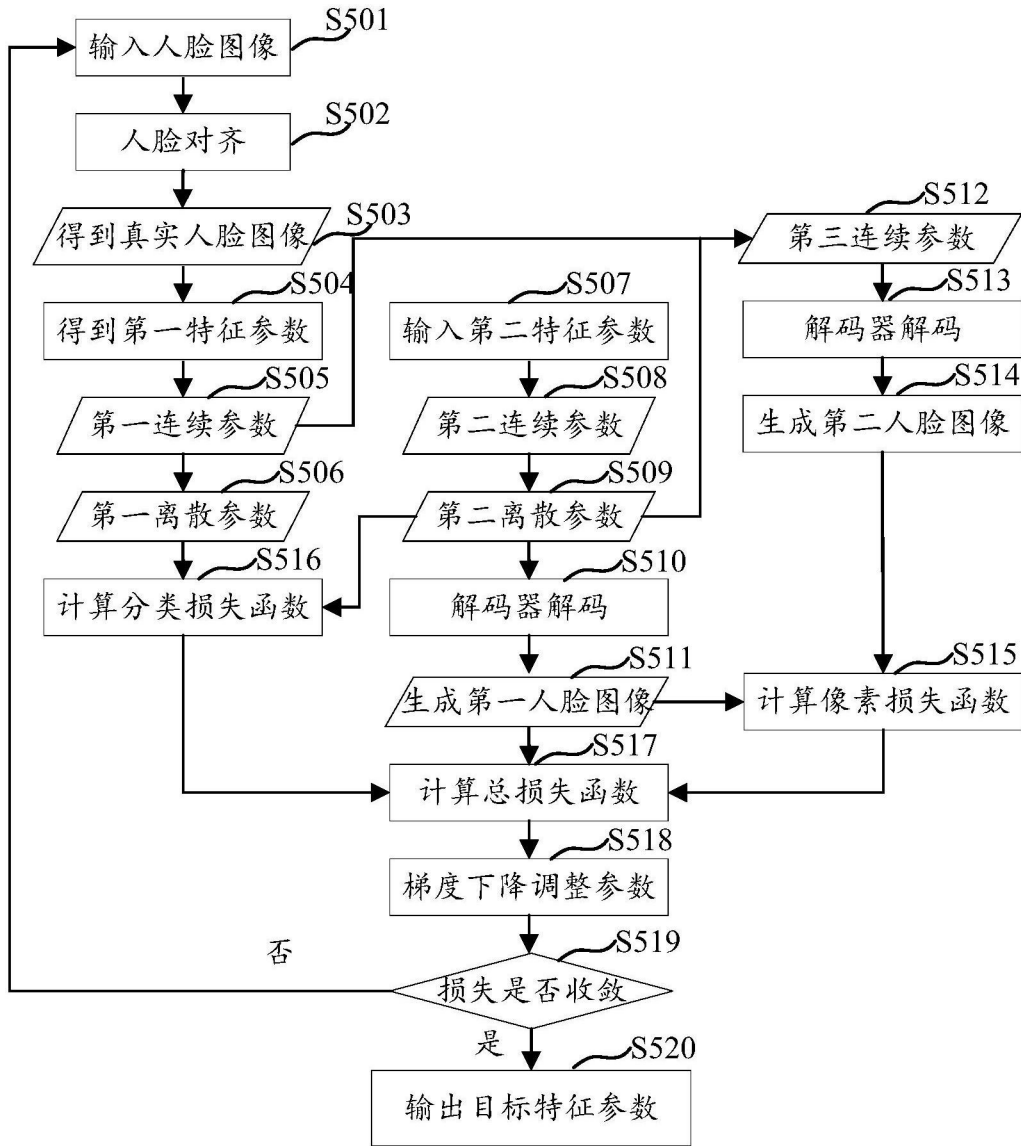 S501
输入人脸图像
S502
人脸对齐
S503
得到真实人脸图像
S504
得到第一特征参数
S505
第一连续参数
S506
第一离散参数
S516
计算分类损失函数
S507
输入第二特征参数
S508
第二连续参数
S509
第二离散参数
S510
解码器解码
S511
生成第一人脸图像
S512
第三连续参数
S513
解码器解码
S514
生成第二人脸图像
S515
计算像素损失函数
S517
计算总损失函数
S518
梯度下降调整参数
S519
损失是否收敛
否
是
S520
输出目标特征参数